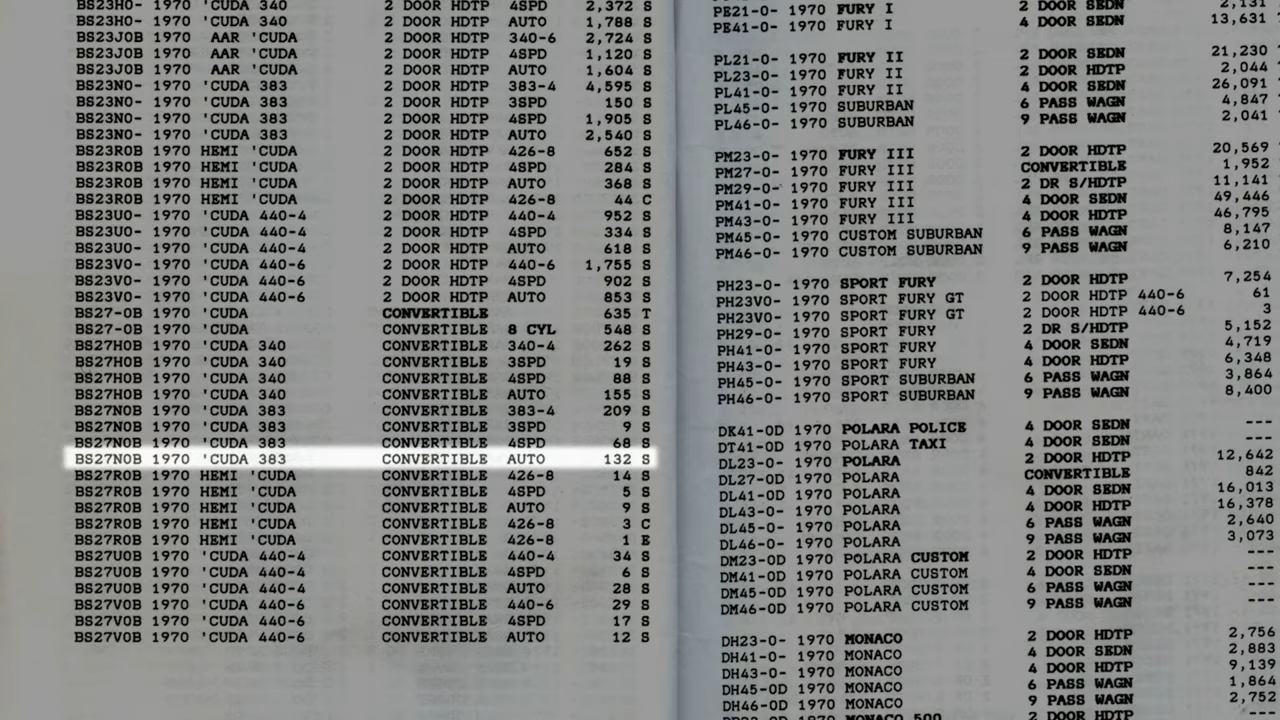 BS23H0- 1970 'CUDA 340 2 DOOR HDTP 4SPD 2,372 S
BS23H0- 1970 'CUDA 340 2 DOOR HDTP AUTO 1,788 S
BS23J0B 1970 AAR 'CUDA 2 DOOR HDTP 340-6 2,724 S
BS23J0B 1970 AAR 'CUDA 2 DOOR HDTP 4SPD 1,120 S
BS23J0B 1970 AAR 'CUDA 2 DOOR HDTP AUTO 1,604 S
BS23N0- 1970 'CUDA 383 2 DOOR HDTP 383-4 4,595 S
BS23N0- 1970 'CUDA 383 2 DOOR HDTP 3SPD 150 S
BS23N0- 1970 'CUDA 383 2 DOOR HDTP 4SPD 1,905 S
BS23N0- 1970 'CUDA 383 2 DOOR HDTP AUTO 2,540 S
BS23R0B 1970 HEMI 'CUDA 2 DOOR HDTP 426-8 652 S
BS23R0B 1970 HEMI 'CUDA 2 DOOR HDTP 4SPD 284 S
BS23R0B 1970 HEMI 'CUDA 2 DOOR HDTP AUTO 368 S
BS23R0B 1970 HEMI 'CUDA 2 DOOR HDTP 426-8 44 C
BS23U0- 1970 'CUDA 440-4 2 DOOR HDTP 440-4 952 S
BS23U0- 1970 'CUDA 440-4 2 DOOR HDTP 4SPD 334 S
BS23U0- 1970 'CUDA 440-4 2 DOOR HDTP AUTO 618 S
BS23V0- 1970 'CUDA 440-6 2 DOOR HDTP 440-6 1,755 S
BS23V0- 1970 'CUDA 440-6 2 DOOR HDTP 4SPD 902 S
BS23V0- 1970 'CUDA 440-6 2 DOOR HDTP AUTO 853 S
BS27-0B 1970 'CUDA CONVERTIBLE 635 T
BS27-0B 1970 'CUDA CONVERTIBLE 8 CYL 548 S
BS27H0B 1970 'CUDA 340 CONVERTIBLE 340-4 262 S
BS27H0B 1970 'CUDA 340 CONVERTIBLE 3SPD 19 S
BS27H0B 1970 'CUDA 340 CONVERTIBLE 4SPD 88 S
BS27H0B 1970 'CUDA 340 CONVERTIBLE AUTO 155 S
BS27N0B 1970 'CUDA 383 CONVERTIBLE 383-4 209 S
BS27N0B 1970 'CUDA 383 CONVERTIBLE 3SPD 9 S
BS27N0B 1970 'CUDA 383 CONVERTIBLE 4SPD 68 S
BS27N0B 1970 'CUDA 383 CONVERTIBLE AUTO 132 S
BS27R0B 1970 HEMI 'CUDA CONVERTIBLE 426-8 14 S
BS27R0B 1970 HEMI 'CUDA CONVERTIBLE 4SPD 5 S
BS27R0B 1970 HEMI 'CUDA CONVERTIBLE AUTO 9 S
BS27R0B 1970 HEMI 'CUDA CONVERTIBLE 426-8 3 C
BS27R0B 1970 HEMI 'CUDA CONVERTIBLE 426-8 1 E
BS27U0B 1970 'CUDA 440-4 CONVERTIBLE 440-4 34 S
BS27U0B 1970 'CUDA 440-4 CONVERTIBLE 4SPD 6 S
BS27U0B 1970 'CUDA 440-4 CONVERTIBLE AUTO 28 S
BS27V0B 1970 'CUDA 440-6 CONVERTIBLE 440-6 29 S
BS27V0B 1970 'CUDA 440-6 CONVERTIBLE 4SPD 17 S
BS27V0B 1970 'CUDA 440-6 CONVERTIBLE AUTO 12 S
PE21-0- 1970 FURY I 2 DOOR SEDN 2,131
PE41-0- 1970 FURY I 4 DOOR SEDN 13,631
PL21-0- 1970 FURY II 2 DOOR SEDN 21,230
PL23-0- 1970 FURY II 2 DOOR HDTP 2,044
PL41-0- 1970 FURY II 4 DOOR SEDN 26,091
PL45-0- 1970 SUBURBAN 6 PASS WAGN 4,847
PL46-0- 1970 SUBURBAN 9 PASS WAGN 2,041
PM23-0- 1970 FURY III 2 DOOR HDTP 20,569
PM27-0- 1970 FURY III CONVERTIBLE 1,952
PM29-0- 1970 FURY III 2 DR S/HDTP 11,141
PM41-0- 1970 FURY III 4 DOOR SEDN 49,446
PM43-0- 1970 FURY III 4 DOOR HDTP 46,795
PM45-0- 1970 CUSTOM SUBURBAN 6 PASS WAGN 8,147
PM46-0- 1970 CUSTOM SUBURBAN 9 PASS WAGN 6,210
PH23-0- 1970 SPORT FURY 2 DOOR HDTP 7,254
PH23V0- 1970 SPORT FURY GT 2 DOOR HDTP 440-6 61
PH23V0- 1970 SPORT FURY GT 2 DOOR HDTP 440-6 3
PH29-0- 1970 SPORT FURY 2 DR S/HDTP 5,152
PH41-0- 1970 SPORT FURY 4 DOOR SEDN 4,719
PH43-0- 1970 SPORT FURY 4 DOOR HDTP 6,348
PH45-0- 1970 SPORT SUBURBAN 6 PASS WAGN 3,864
PH46-0- 1970 SPORT SUBURBAN 9 PASS WAGN 8,400
DK41-0D 1970 POLARA POLICE 4 DOOR SEDN ---
DT41-0D 1970 POLARA TAXI 4 DOOR SEDN ---
DL23-0- 1970 POLARA 2 DOOR HDTP 12,642
DL27-0D 1970 POLARA CONVERTIBLE 842
DL41-0D 1970 POLARA 4 DOOR SEDN 16,013
DL43-0D 1970 POLARA 4 DOOR HDTP 16,378
DL45-0- 1970 POLARA 6 PASS WAGN 2,640
DL46-0- 1970 POLARA 9 PASS WAGN 3,073
DM23-0D 1970 POLARA CUSTOM 2 DOOR HDTP ---
DM41-0D 1970 POLARA CUSTOM 4 DOOR SEDN ---
DM45-0D 1970 POLARA CUSTOM 6 PASS WAGN ---
DM46-0D 1970 POLARA CUSTOM 9 PASS WAGN ---
DH23-0- 1970 MONACO 2 DOOR HDTP 2,756
DH41-0- 1970 MONACO 4 DOOR SEDN 2,883
DH43-0- 1970 MONACO 4 DOOR HDTP 9,139
DH45-0D 1970 MONACO 6 PASS WAGN 1,864
DH46-0D 1970 MONACO 9 PASS WAGN 2,752
1970 MONACO 500 2 DOOR HDTP ---